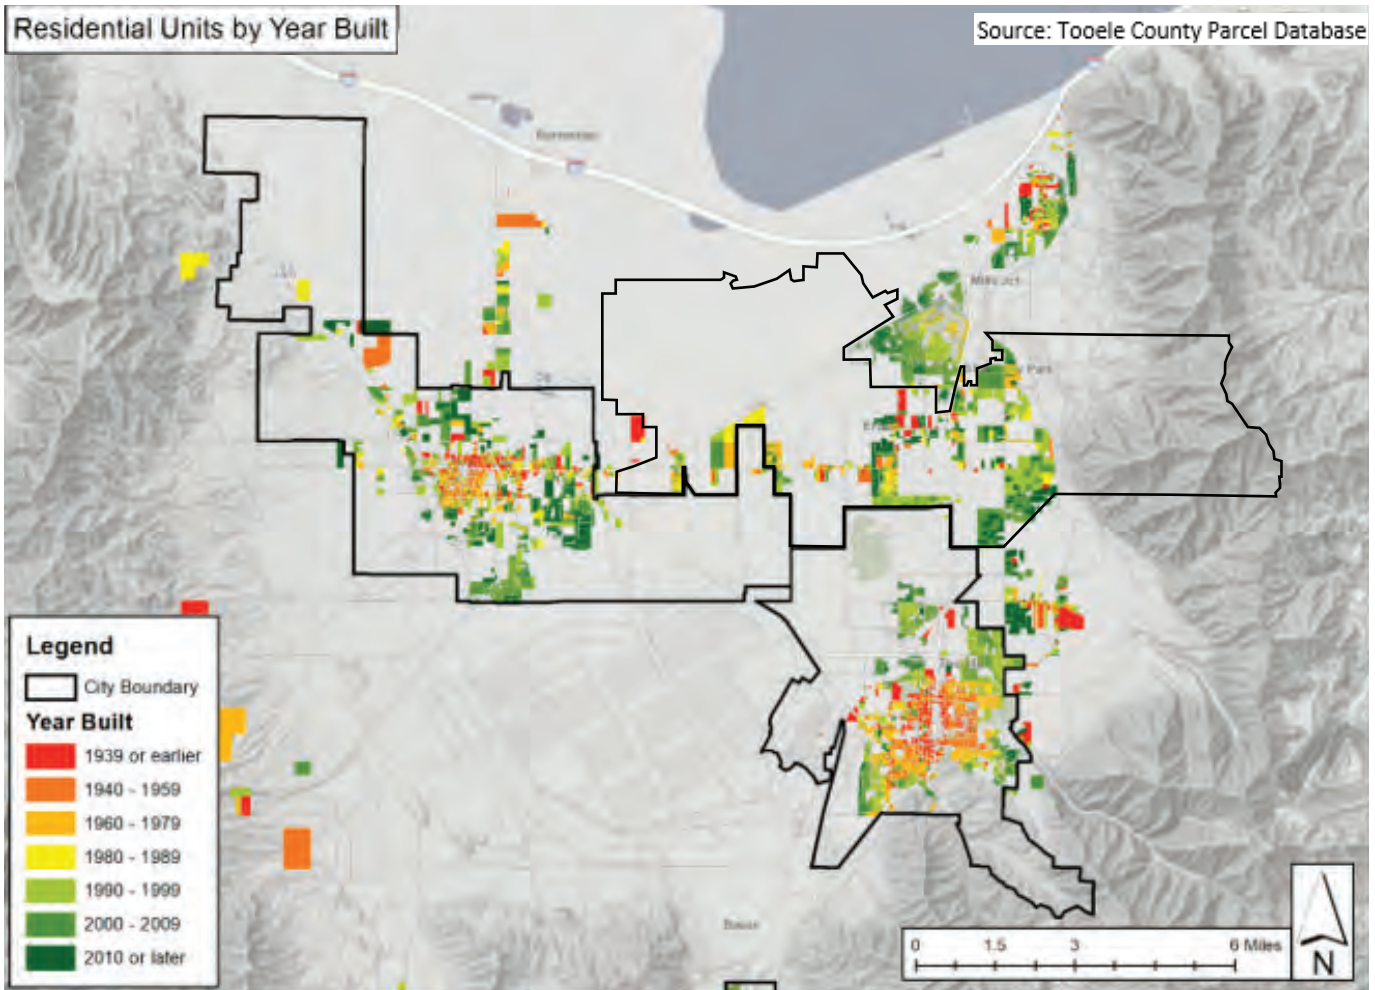 Residential Units by Year Built
Source: Tooele County Parcel Database
Park
Legend
City Boundary
Year Built
1939 or earlier
1940 - 1959
1960 - 1979
1980 - 1989
1990 - 1999
2000 - 2009
2010 or later
0 1.5 3 6 Miles
N